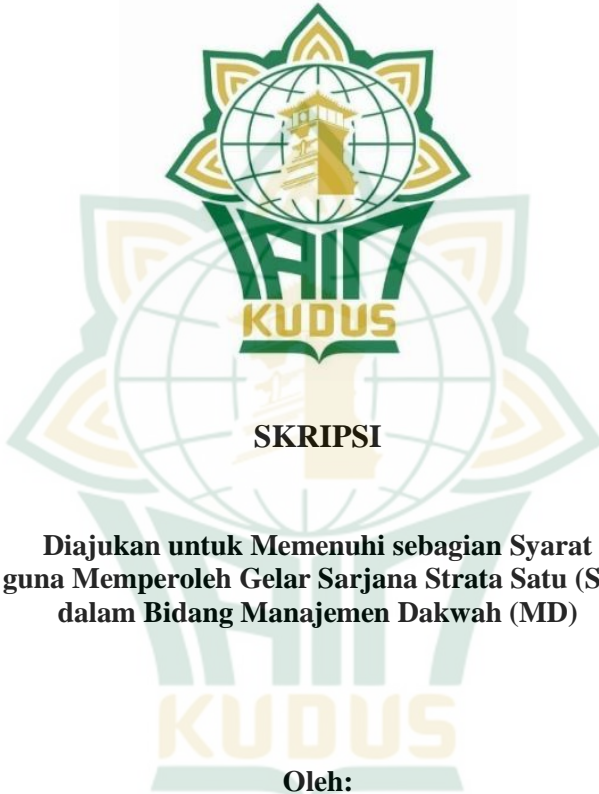 IAIN
KUDUS
SKRIPSI
Diajukan untuk Memenuhi sebagian Syarat
guna Memperoleh Gelar Sarjana Strata Satu (S
dalam Bidang Manajemen Dakwah (MD)
KUDUS
Oleh: